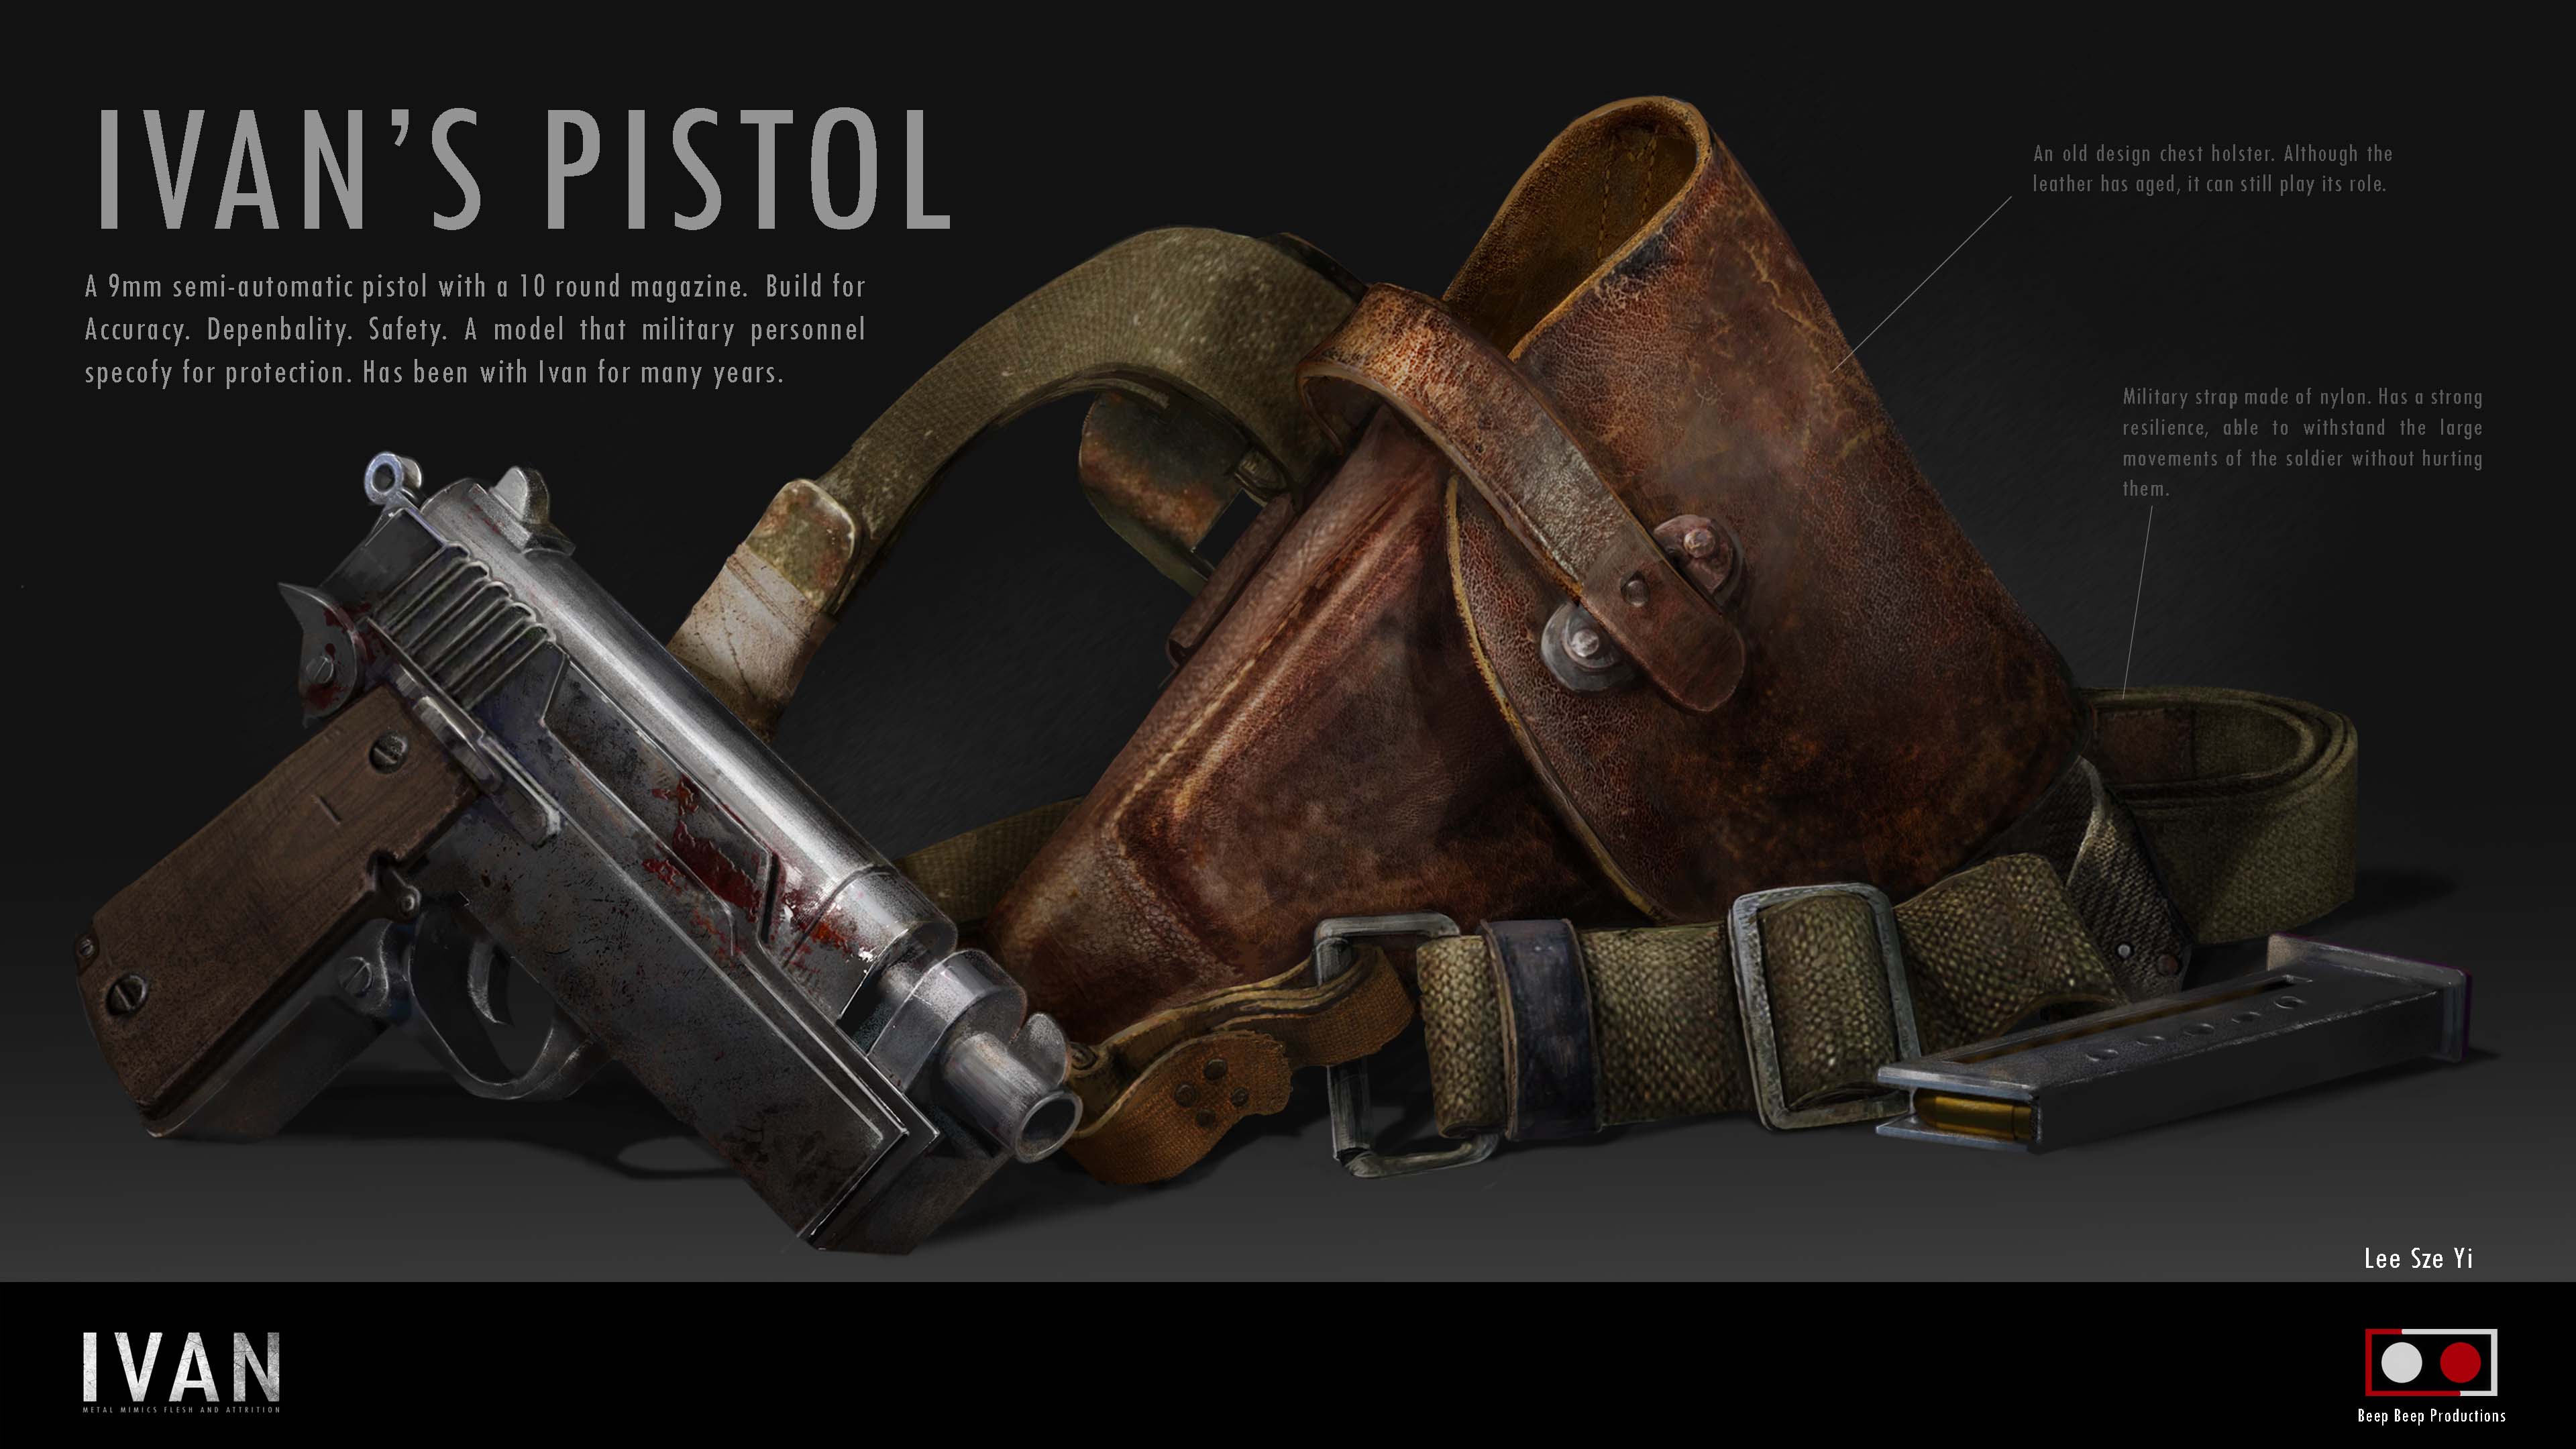 IVAN'S PISTOL
A 9mm semi-automatic pistol with a 10 round magazine. Build for
Accuracy. Depenbality. Safety. A model that military personnel
specofy for protection. Has been with Ivan for many years.
An old design chest holster. Although the
leather has aged, it can still play its role.
Military strap made of nylon. Has a strong
resilience, able to withstand the large
movements of the soldier without hurting
them.
Lee Sze Yi
IVAN
METAL MIMICS FLESH AND ATTRITION
Beep Beep Productions